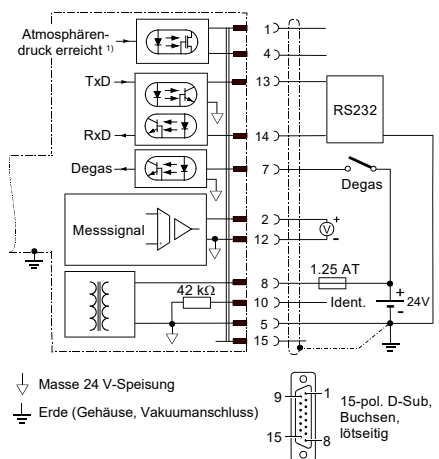 Atmosphären-
druck erreicht ¹⁾
1
4
TxD
13
RS232
RxD
14
Degas
7
Degas
Messsignal
2
+
V
12
-
8
1.25 AT
42 kΩ
10
Ident.
+
24V
-
5
15
Masse 24 V-Speisung
Erde (Gehäuse, Vakuumanschluss)
9
1
15
8
15-pol. D-Sub,
Buchsen,
lötseitig